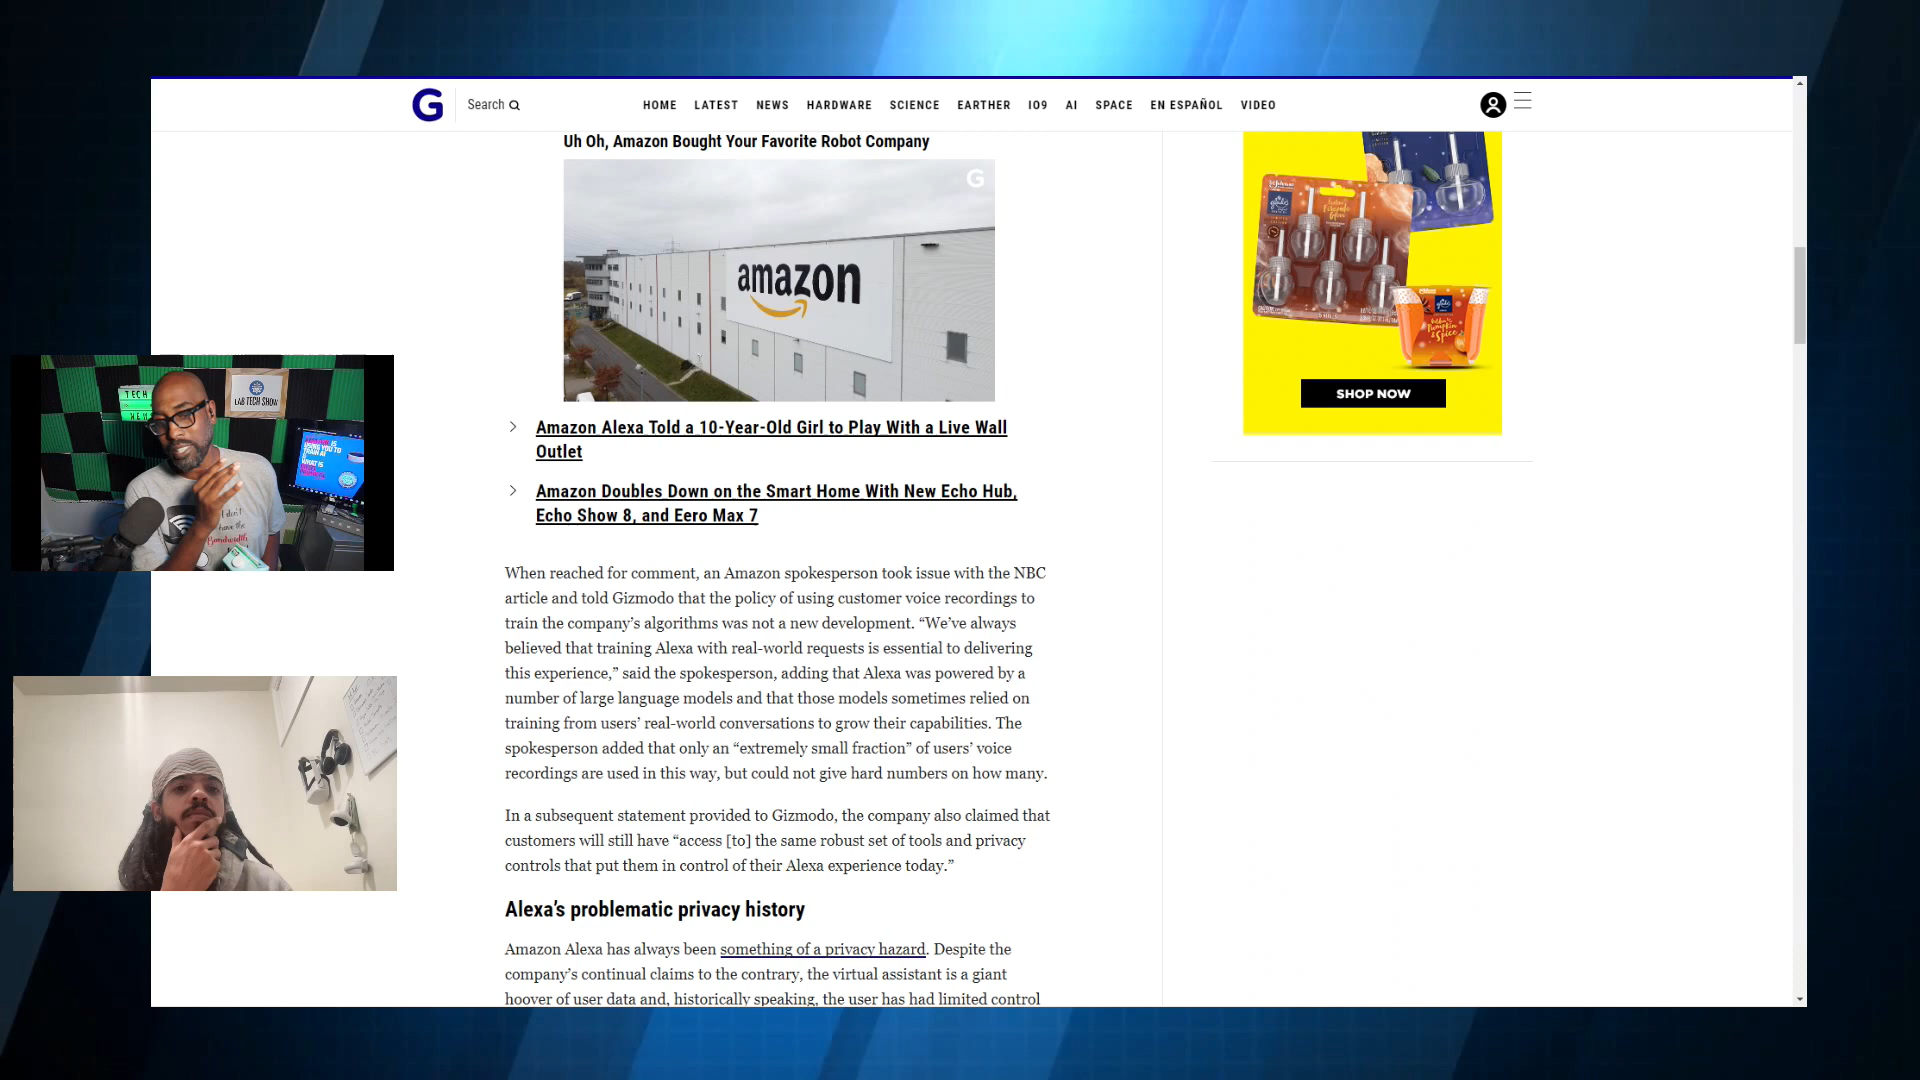 G
Search
HOME LATEST NEWS HARDWARE SCIENCE EARTHER IO9 AI SPACE EN ESPAÑOL VIDEO
Uh Oh, Amazon Bought Your Favorite Robot Company
G
amazon
SHOP NOW
TECH
NEWS
LAB TECH SHOW
I don't
have the
Bandwidth
Amazon Alexa Told a 10-Year-Old Girl to Play With a Live Wall
Outlet
Amazon Doubles Down on the Smart Home With New Echo Hub,
Echo Show 8, and Eero Max 7
When reached for comment, an Amazon spokesperson took issue with the NBC
article and told Gizmodo that the policy of using customer voice recordings to
train the company’s algorithms was not a new development. “We’ve always
believed that training Alexa with real-world requests is essential to delivering
this experience,” said the spokesperson, adding that Alexa was powered by a
number of large language models and that those models sometimes relied on
training from users’ real-world conversations to grow their capabilities. The
spokesperson added that only an “extremely small fraction” of users’ voice
recordings are used in this way, but could not give hard numbers on how many.
In a subsequent statement provided to Gizmodo, the company also claimed that
customers will still have “access [to] the same robust set of tools and privacy
controls that put them in control of their Alexa experience today.”
Alexa’s problematic privacy history
Amazon Alexa has always been something of a privacy hazard. Despite the
company’s continual claims to the contrary, the virtual assistant is a giant
hoover of user data and, historically speaking, the user has had limited control